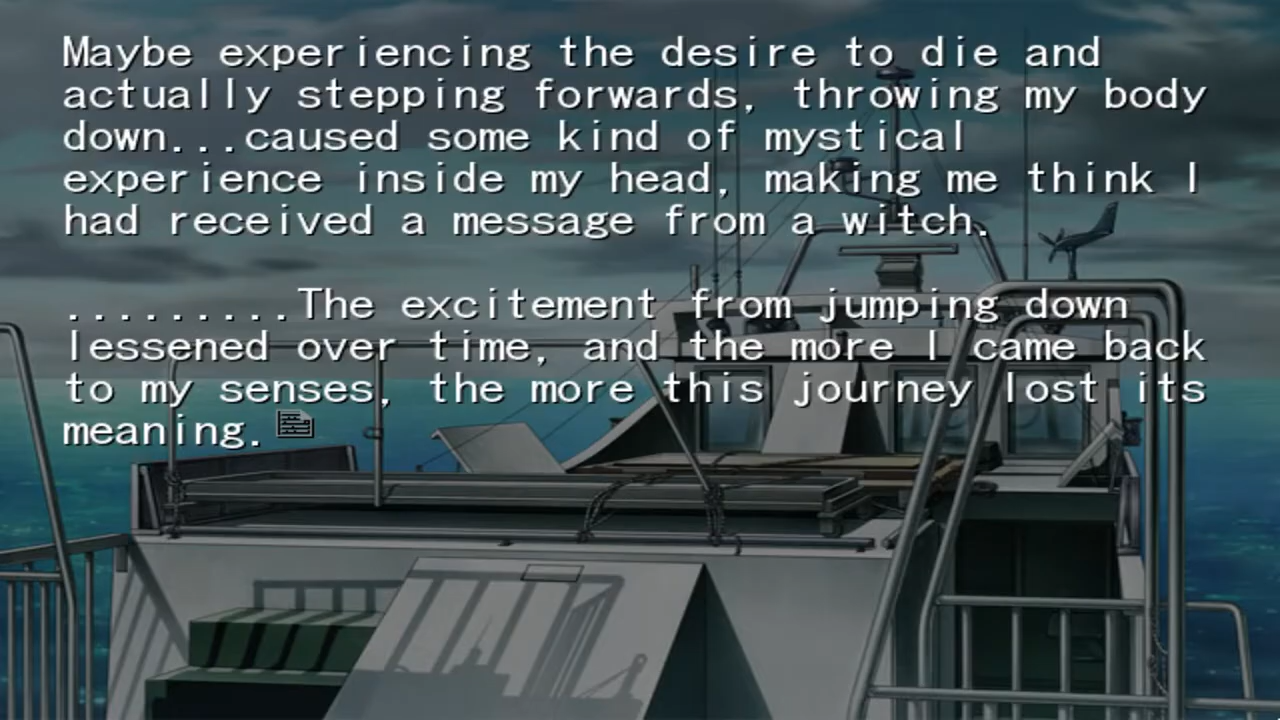 Maybe experiencing the desire to die and
actually stepping forwards, throwing my body
down...caused some kind of mystical
experience inside my head, making me think I
had received a message from a witch.
.........The excitement from jumping down
lessened over time, and the more I came back
to my senses, the more this journey lost its
meaning.